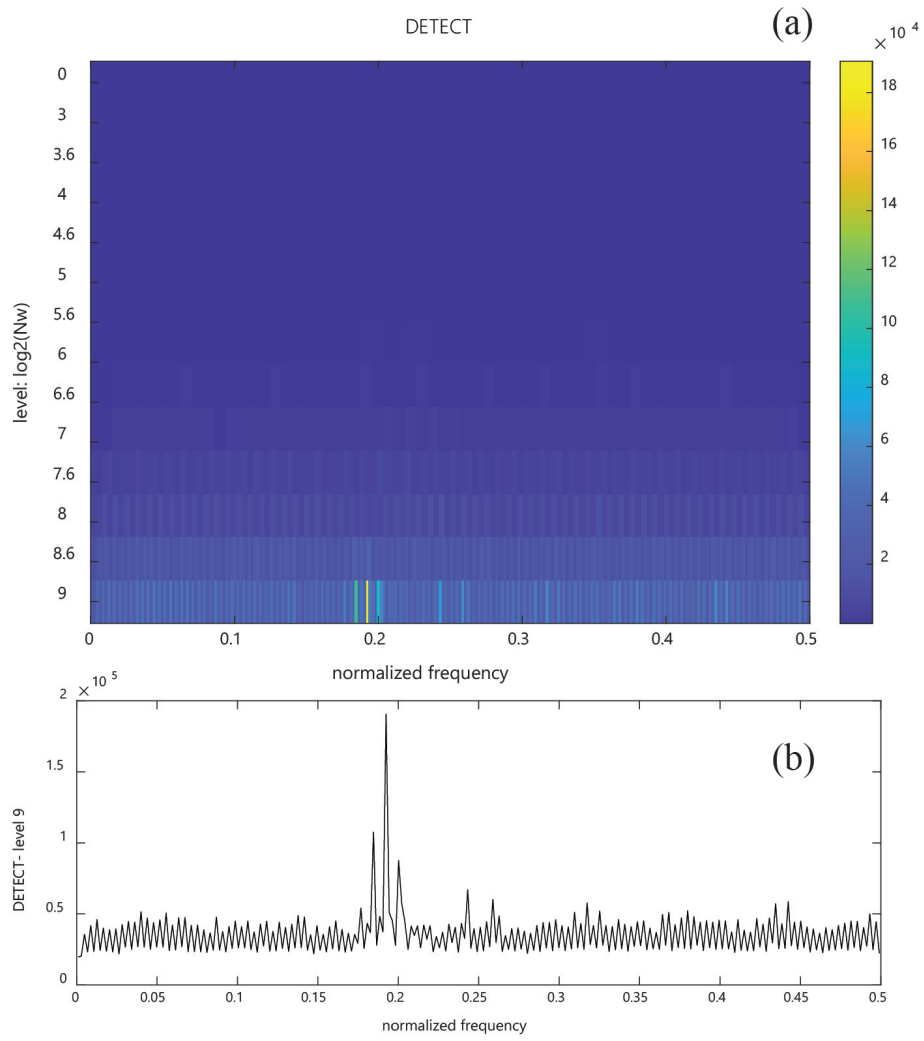 DETECT
(a)
× 10 4
0
3
3.6
4
4.6
5
5.6
6
6.6
7
7.6
8
8.6
9
level: log2(Nw)
0 0.1 0.2 0.3 0.4 0.5
normalized frequency
18
16
14
12
10
8
6
4
2
× 10 5
(b)
2
1.5
1
0.5
0
DETECT- level 9
0 0.05 0.1 0.15 0.2 0.25 0.3 0.35 0.4 0.45 0.5
normalized frequency